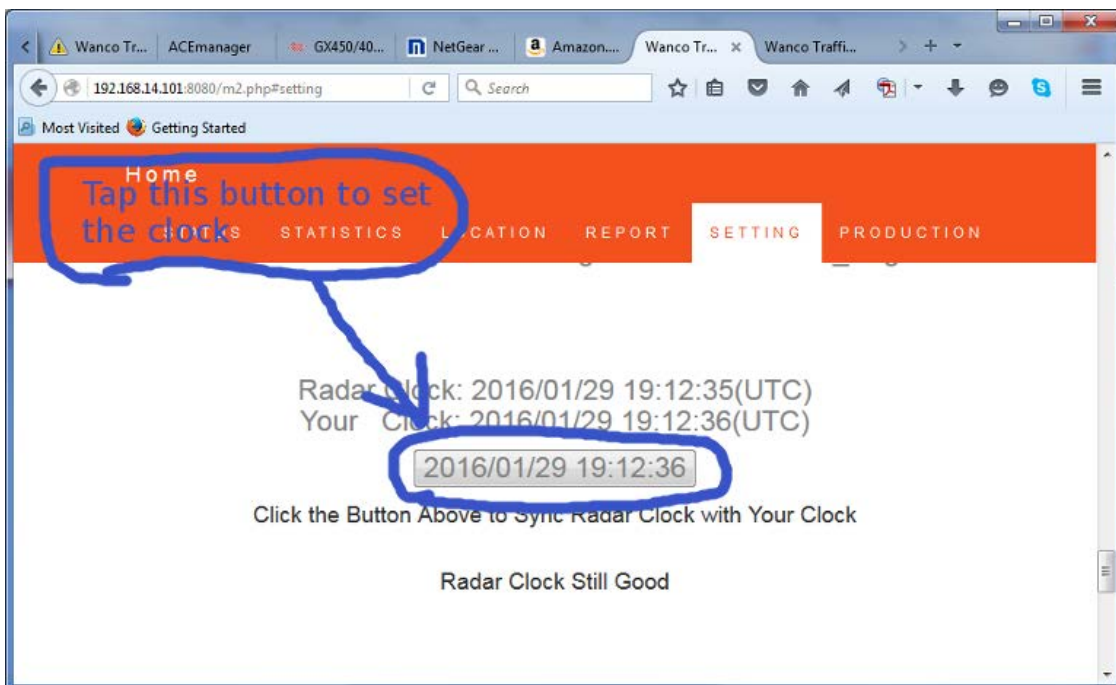 Wanco Tr... ACEmanager GX450/40... NetGear ... Amazon.... Wanco Tr... Wanco Traffi...
192.168.14.101:8080/m2.php#setting Search
Most Visited Getting Started
Home
Tap this button to set
the clock
STATISTICS LOCATION REPORT SETTING PRODUCTION
Radar Clock: 2016/01/29 19:12:35(UTC)
Your Clock: 2016/01/29 19:12:36(UTC)
2016/01/29 19:12:36
Click the Button Above to Sync Radar Clock with Your Clock
Radar Clock Still Good